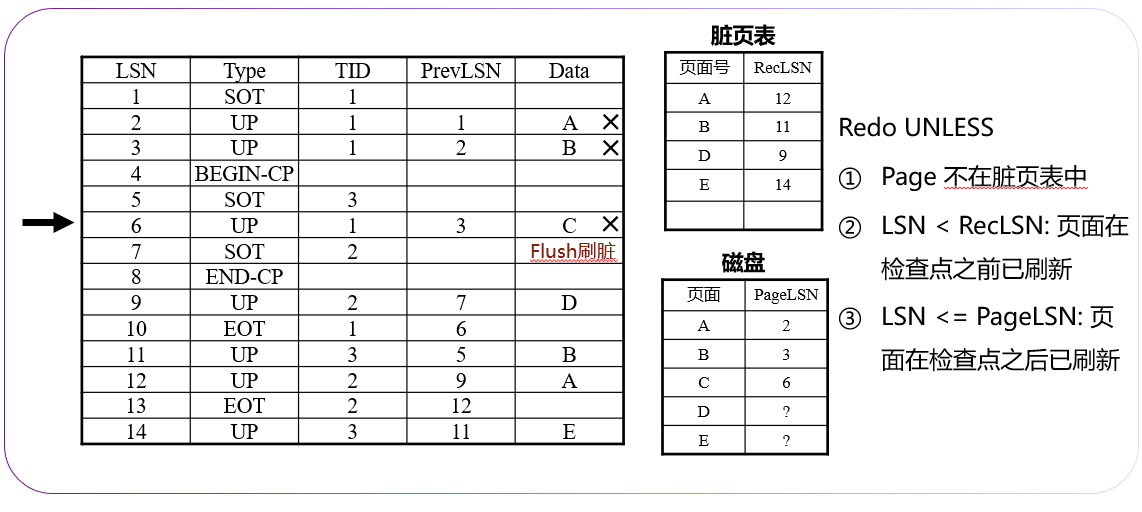 LSN Type TID PrevLSN Data
1 SOT 1
2 UP 1 1 A ×
3 UP 1 2 B ×
4 BEGIN-CP
5 SOT 3
6 UP 1 3 C ×
7 SOT 2 Flush刷脏
8 END-CP
9 UP 2 7 D
10 EOT 1 6
11 UP 3 5 B
12 UP 2 9 A
13 EOT 2 12
14 UP 3 11 E
脏页表
页面号 RecLSN
A 12
B 11
D 9
E 14
磁盘
页面 PageLSN
A 2
B 3
C 6
D ?
E ?
Redo UNLESS
① Page 不在脏页表中
② LSN < RecLSN: 页面在
检查点之前已刷新
③ LSN <= PageLSN: 页
面在检查点之后已刷新